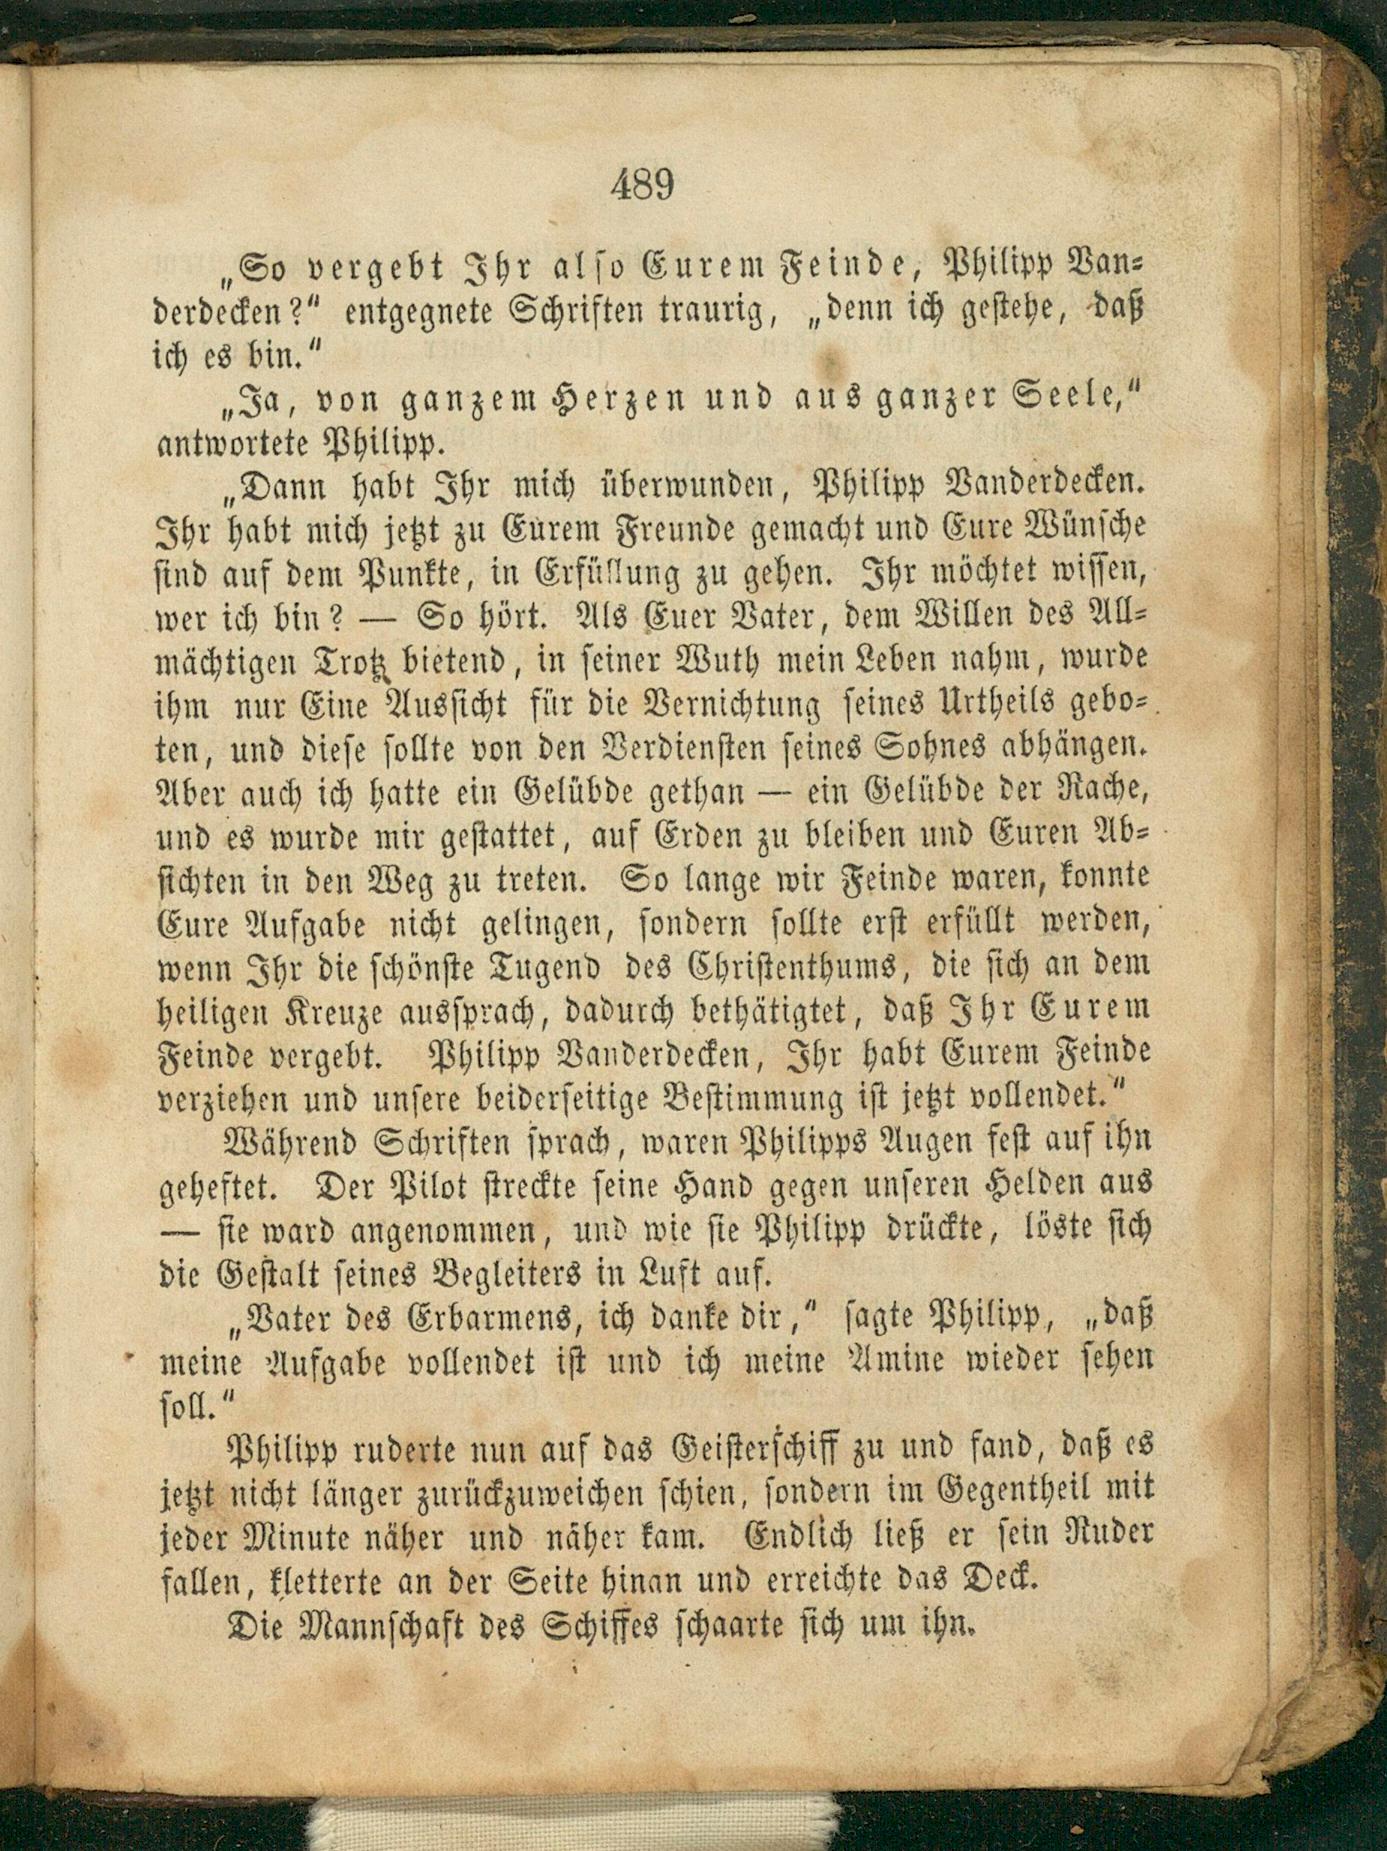 489
„So vergebt Ihr also Eurem Feinde, Philipp Van-
derdecken?“ entgegnete Schriften traurig, „denn ich gestehe, daß
ich es bin.“
„Ja, von ganzem Herzen und aus ganzer Seele,“
antwortete Philipp.
„Dann habt Ihr mich überwunden, Philipp Vanderdecken.
Ihr habt mich jetzt zu Eurem Freunde gemacht und Eure Wünsche
sind auf dem Punkte, in Erfüllung zu gehen. Ihr möchtet wissen,
wer ich bin? — So hört. Als Euer Vater, dem Willen des All-
mächtigen Trotz bietend, in seiner Wuth mein Leben nahm, wurde
ihm nur Eine Aussicht für die Vernichtung seines Urtheils gebo-
ten, und diese sollte von den Verdiensten seines Sohnes abhängen.
Aber auch ich hatte ein Gelübde gethan — ein Gelübde der Rache,
und es wurde mir gestattet, auf Erden zu bleiben und Euren Ab-
sichten in den Weg zu treten. So lange wir Feinde waren, konnte
Eure Aufgabe nicht gelingen, sondern sollte erst erfüllt werden,
wenn Ihr die schönste Tugend des Christenthums, die sich an dem
heiligen Kreuze aussprach, dadurch bethätigtet, daß Ihr Eurem
Feinde vergebt. Philipp Vanderdecken, Ihr habt Eurem Feinde
verziehen und unsere beiderseitige Bestimmung ist jetzt vollendet.“
Während Schriften sprach, waren Philipps Augen fest auf ihn
geheftet. Der Pilot streckte seine Hand gegen unseren Helden aus
— sie ward angenommen, und wie sie Philipp drückte, löste sich
die Gestalt seines Begleiters in Luft auf.
„Vater des Erbarmens, ich danke dir,“ sagte Philipp, „daß
meine Aufgabe vollendet ist und ich meine Amine wieder sehen
soll.“
Philipp ruderte nun auf das Geisterschiff zu und fand, daß es
jetzt nicht länger zurückzuweichen schien, sondern im Gegentheil mit
jeder Minute näher und näher kam. Endlich ließ er sein Ruder
fallen, kletterte an der Seite hinan und erreichte das Deck.
Die Mannschaft des Schiffes schaarte sich um ihn.